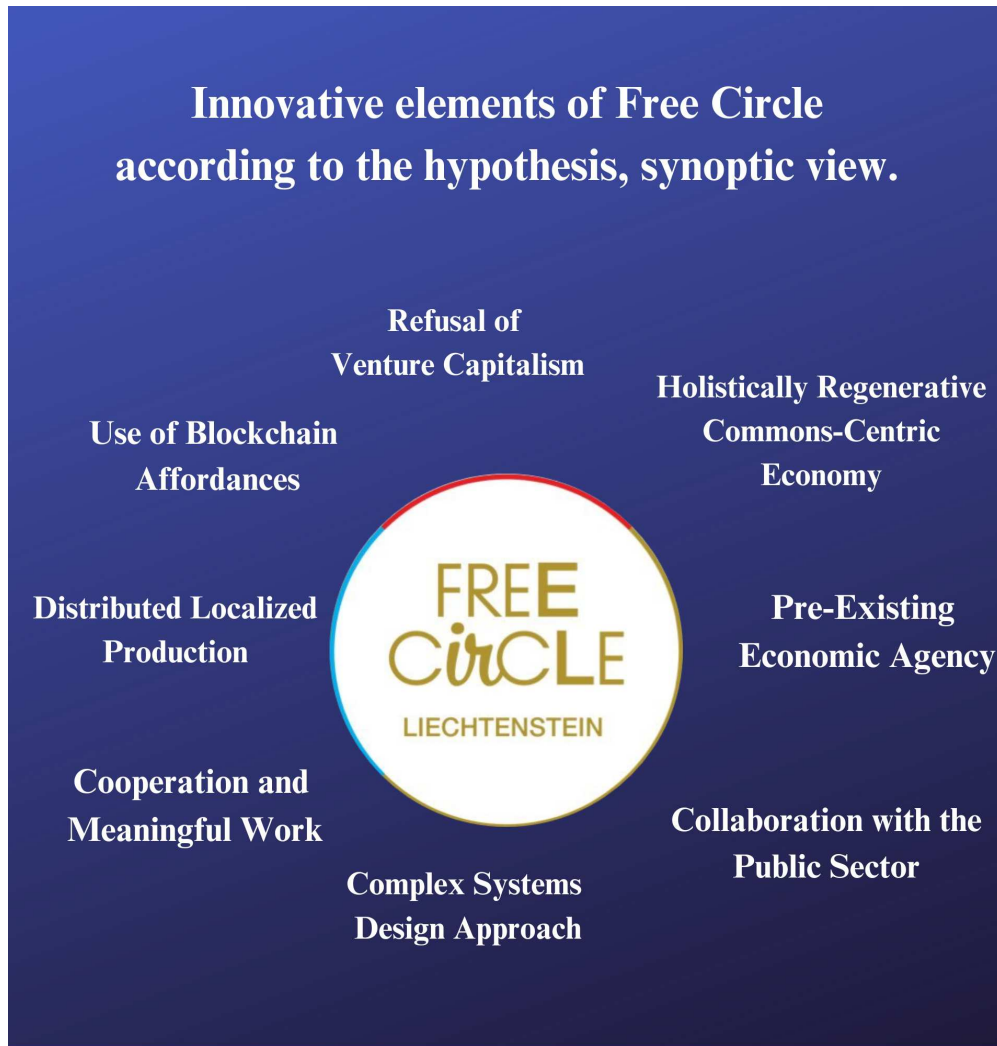 Innovative elements of Free Circle
according to the hypothesis, synoptic view.
Refusal of
Venture Capitalism
Holistically Regenerative
Commons-Centric
Economy
Use of Blockchain
Affordances
Distributed Localized
Production
FREE
CirCLE
LIECHTENSTEIN
Pre-Existing
Economic Agency
Cooperation and
Meaningful Work
Collaboration with the
Public Sector
Complex Systems
Design Approach